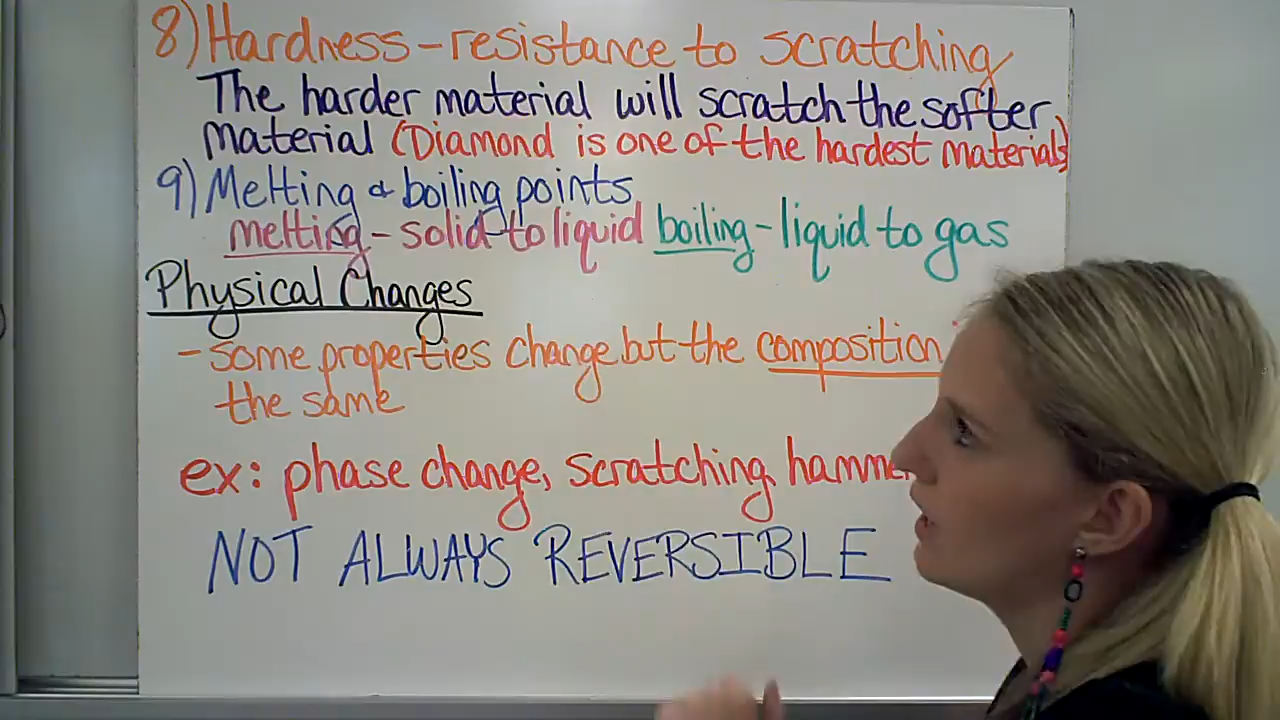 8) Hardness - resistance to scratching
The harder material will scratch the softer
material (Diamond is one of the hardest materials)
9) Melting & boiling points
melting - solid to liquid boiling - liquid to gas
Physical Changes
- some properties change but the composition
the same
ex: phase change, scratching,
NOT ALWAYS REVERSIBLE